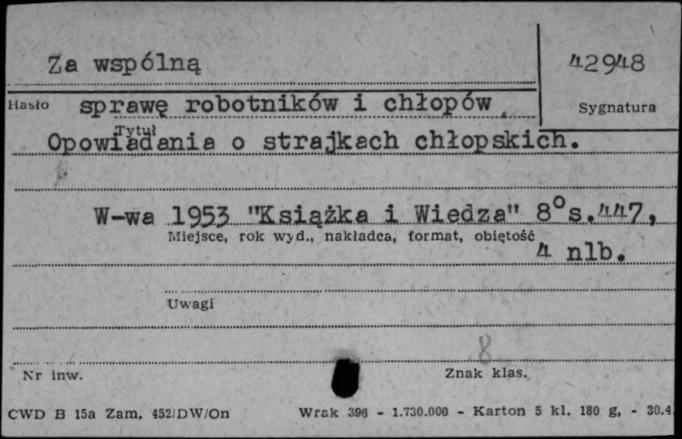 Za wspólną
42948
Hasło
sprawę robotników i chłopów.
Sygnatura
Tytuł
Opowiadania o strajkach chłopskich.
W-wa 1953 "Książka i Wiedza" 8° s.447,
Miejsce, rok wyd., nakładca, format, objętość
4 nlb.
Uwagi
8
Nr inw.
Znak klas.
CWD B 15a Zam. 452/DW/On
Wrak 396 - 1.730.000 - Karton 5 kl. 180 g, - 30.4